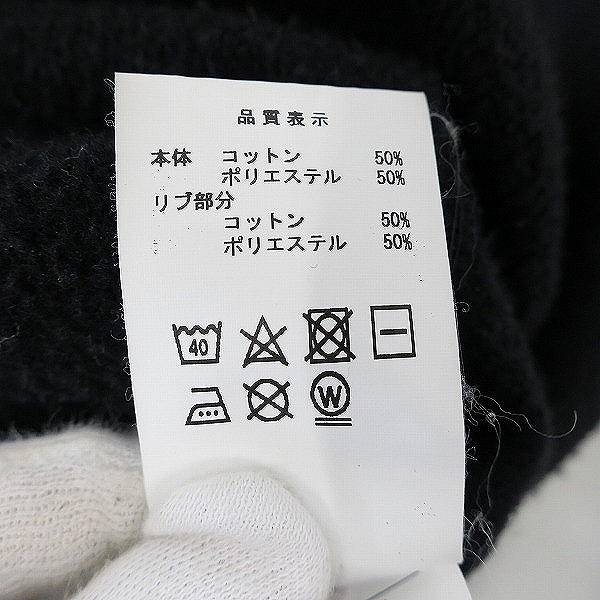 品質表示
本体 コットン 50%
ポリエステル 50%
リブ部分
コットン 50%
ポリエステル 50%
40
W